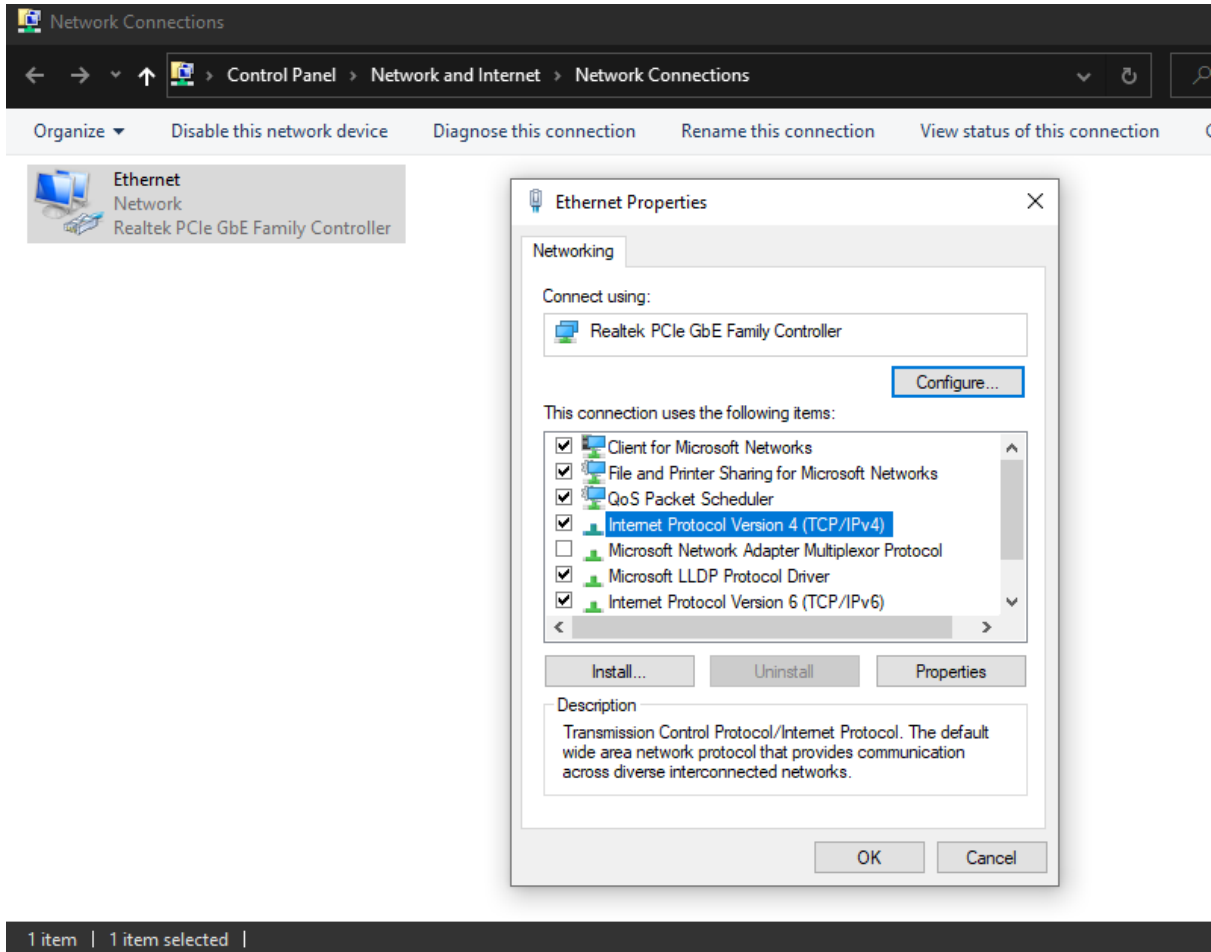 Network Connections
Control Panel > Network and Internet > Network Connections
Organize Disable this network device Diagnose this connection Rename this connection View status of this connection
Ethernet
Network
Realtek PCIe GbE Family Controller
Ethernet Properties
Networking
Connect using:
Realtek PCIe GbE Family Controller
Configure...
This connection uses the following items:
Client for Microsoft Networks
File and Printer Sharing for Microsoft Networks
QoS Packet Scheduler
Internet Protocol Version 4 (TCP/IPv4)
Microsoft Network Adapter Multiplexor Protocol
Microsoft LLDP Protocol Driver
Internet Protocol Version 6 (TCP/IPv6)
Install... Uninstall Properties
Description
Transmission Control Protocol/Internet Protocol. The default
wide area network protocol that provides communication
across diverse interconnected networks.
OK Cancel
1 item | 1 item selected |